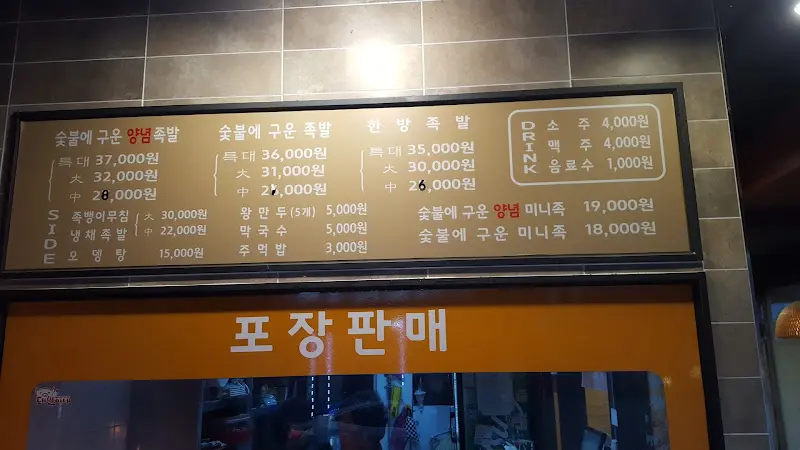 숯불에 구운 양념족발
특대 37,000원
大 32,000원
中 28,000원
숯불에 구운 족발
특대 36,000원
大 31,000원
中 ,000원
한방족발
특대 35,000원
大 30,000원
中 26,000원
DRINK
소주 4,000원
맥주 4,000원
음료수 1,000원
SIDE
족뱅이무침 大 30,000원
냉채족발 中 22,000원
오뎅탕 15,000원
왕만두(5개) 5,000원
막국수 5,000원
주먹밥 3,000원
숯불에 구운 양념 미니족 19,000원
숯불에 구운 미니족 18,000원
포장판매